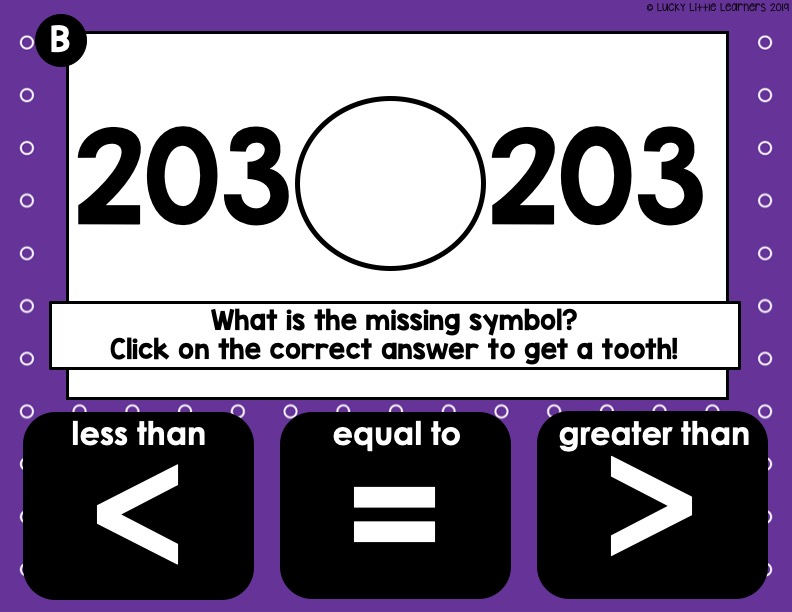 © Lucky Little Learners 2019
B
203 203
What is the missing symbol?
Click on the correct answer to get a tooth!
less than equal to greater than
< = >